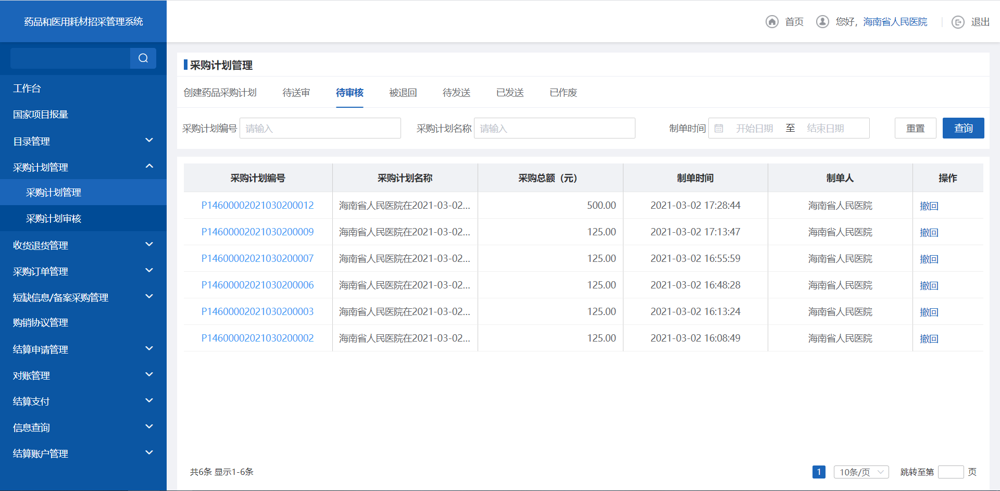 药品和医用耗材招采管理系统
首页 您好，海南省人民医院 退出
工作台
国家项目报量
目录管理
采购计划管理
采购计划管理
采购计划审核
收货退货管理
采购订单管理
短缺信息/备案采购管理
购销协议管理
结算申请管理
对账管理
结算支付
信息查询
结算账户管理
采购计划管理
创建药品采购计划 待送审 待审核 被退回 待发送 已发送 已作废
采购计划编号 请输入 采购计划名称 请输入 制单时间 开始日期 至 结束日期 重置 查询
采购计划编号 采购计划名称 采购总额（元） 制单时间 制单人 操作
P14600002021030200012 海南省人民医院在2021-03-02... 500.00 2021-03-02 17:28:44 海南省人民医院 撤回
P14600002021030200009 海南省人民医院在2021-03-02... 125.00 2021-03-02 17:13:47 海南省人民医院 撤回
P14600002021030200007 海南省人民医院在2021-03-02... 125.00 2021-03-02 16:55:59 海南省人民医院 撤回
P14600002021030200006 海南省人民医院在2021-03-02... 125.00 2021-03-02 16:48:28 海南省人民医院 撤回
P14600002021030200003 海南省人民医院在2021-03-02... 125.00 2021-03-02 16:13:24 海南省人民医院 撤回
P14600002021030200002 海南省人民医院在2021-03-02... 125.00 2021-03-02 16:08:49 海南省人民医院 撤回
共6条 显示1-6条 1 10条/页 跳转至第 页